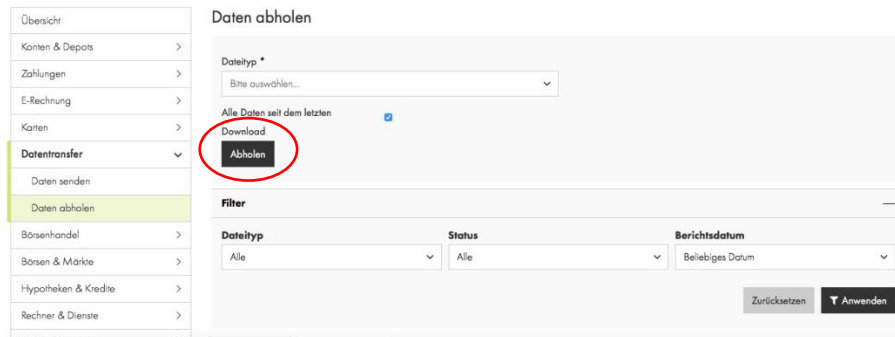 Übersicht
Konten & Depots
Zahlungen
E-Rechnung
Karten
Datentransfer
Daten senden
Daten abholen
Börsenhandel
Börsen & Märkte
Hypotheken & Kredite
Rechner & Dienste
Daten abholen
Dateityp *
Bitte auswählen...
Alle Daten seit dem letzten
Download
Abholen
Filter
Dateityp Status Berichtsdatum
Alle Alle Beliebiges Datum
Zurücksetzen Anwenden